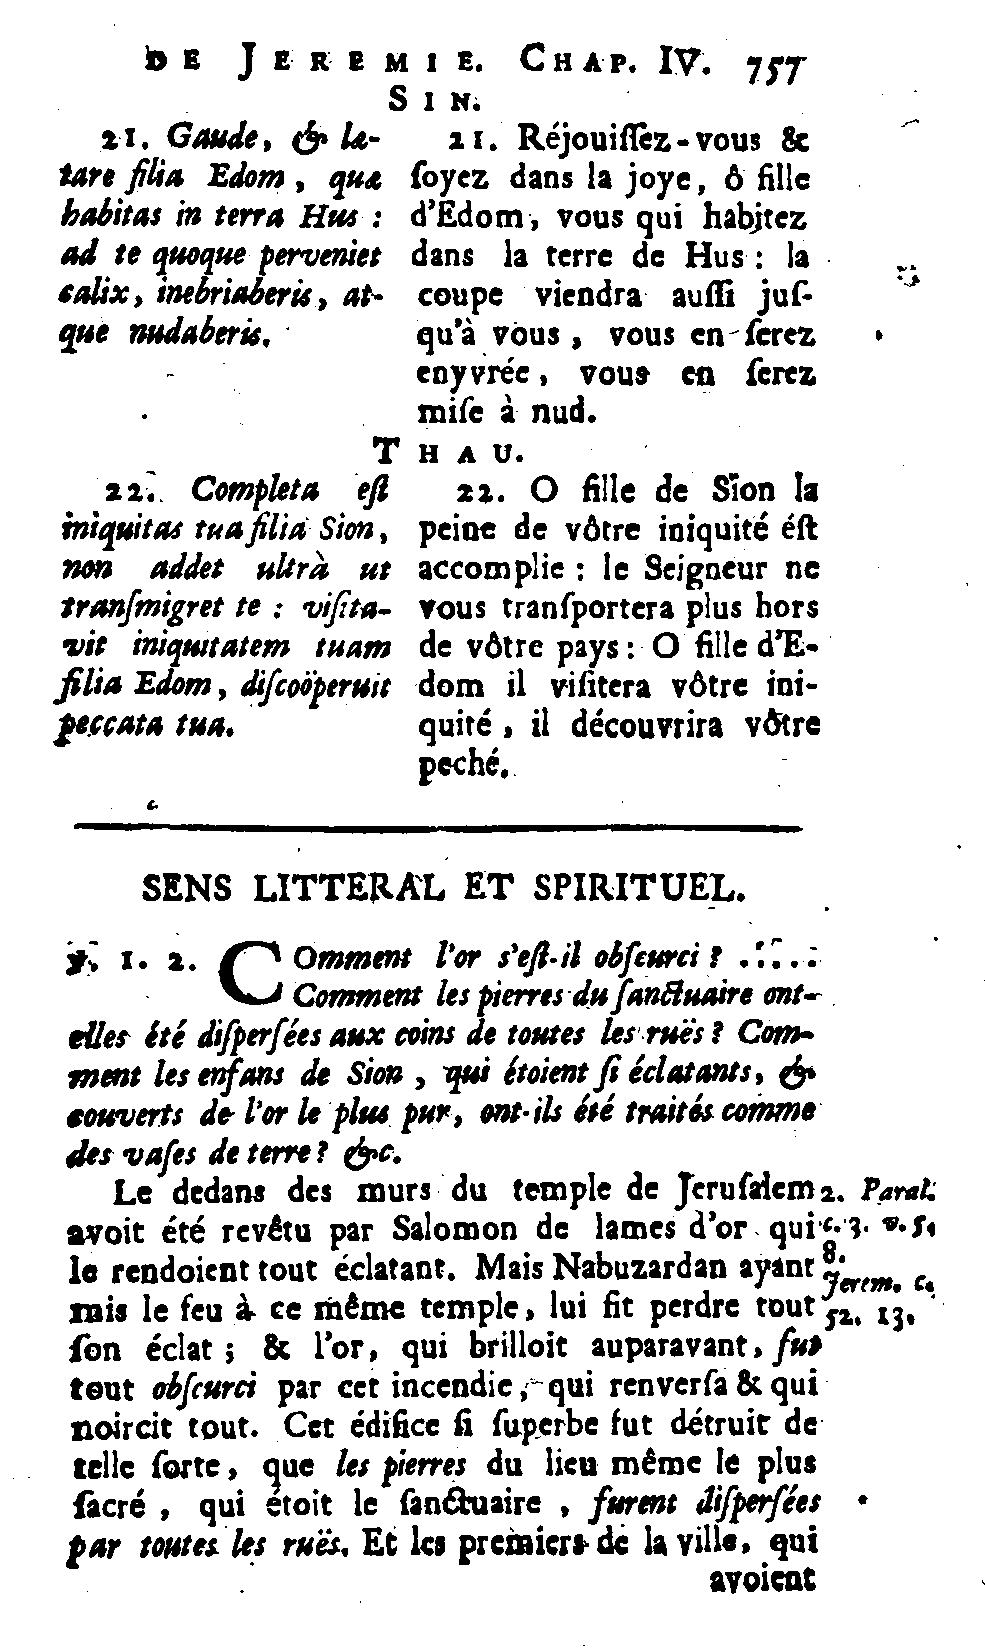 DE JEREMIE. CHAP. IV. 757
SIN.
21. Gaude, & læ-
tare filia Edom, quæ
habitas in terra Hus :
ad te quoque perveniet
calix, inebriaberis, at-
que nudaberis.
21. Réjouiſſez-vous &
ſoyez dans la joye, ô fille
d'Edom, vous qui habitez
dans la terre de Hus : la
coupe viendra auſſi juſ-
qu'à vous, vous en ſerez
enyvrée, vous en ſerez
miſe à nud.
THAU.
22. Completa eſt
iniquitas tua filia Sion,
non addet ultrà ut
tranſmigret te : viſita-
vit iniquitatem tuam
filia Edom, diſcoöperuit
peccata tua.
22. O fille de Sion la
peine de vôtre iniquité éſt
accomplie : le Seigneur ne
vous tranſportera plus hors
de vôtre pays : O fille d'E-
dom il viſitera vôtre ini-
quité, il découvrira vôtre
peché.
SENS LITTERAL ET SPIRITUEL.
℣. 1. 2. COmment l'or s'eſt-il obſcurci ? .....
Comment les pierres du ſanctuaire ont-
elles été diſperſées aux coins de toutes les ruës ? Com-
ment les enfans de Sion, qui étoient ſi éclatants, &
couverts de l'or le plus pur, ont-ils été traités comme
des vaſes de terre ? &c.
Le dedans des murs du temple de Jeruſalem
avoit été revêtu par Salomon de lames d'or qui
le rendoient tout éclatant. Mais Nabuzardan ayant
mis le feu à ce même temple, lui fit perdre tout
ſon éclat ; & l'or, qui brilloit auparavant, fut
tout obſcurci par cet incendie, qui renverſa & qui
noircit tout. Cet édifice ſi ſuperbe fut détruit de
telle ſorte, que les pierres du lieu même le plus
ſacré, qui étoit le ſanctuaire, furent diſperſées
par toutes les ruës. Et les premiers de la ville, qui
avoient
2. Paral.
c. 3. v. 5.
8.
Jerem. c.
52. 13.